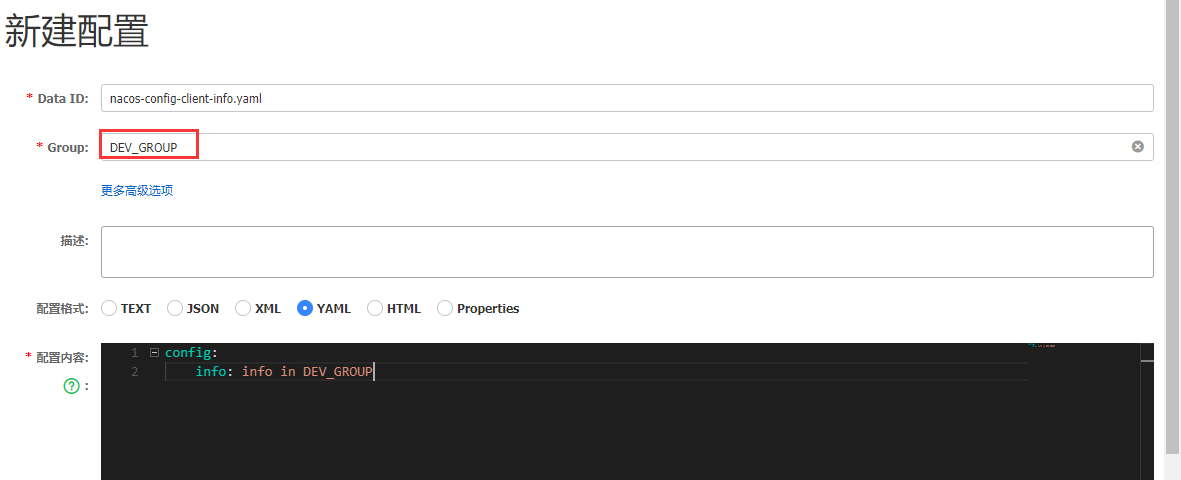 新建配置
* Data ID: nacos-config-client-info.yaml
* Group: DEV_GROUP
更多高级选项
描述:
配置格式: TEXT JSON XML YAML HTML Properties
* 配置内容: 1 config:
? : 2 info: info in DEV_GROUP